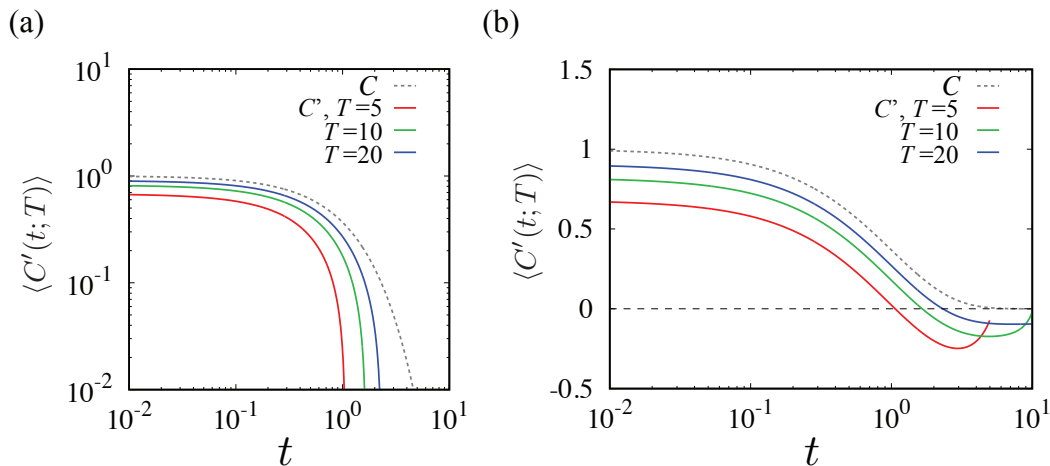 (a)
(b)
10^1
10^0
10^-1
10^-2
⟨C'(t; T)⟩
C
C', T=5
T=10
T=20
10^-2
10^-1
10^0
10^1
t
1.5
1
0.5
0
-0.5
⟨C'(t; T)⟩
C
C', T=5
T=10
T=20
10^-2
10^-1
10^0
10^1
t